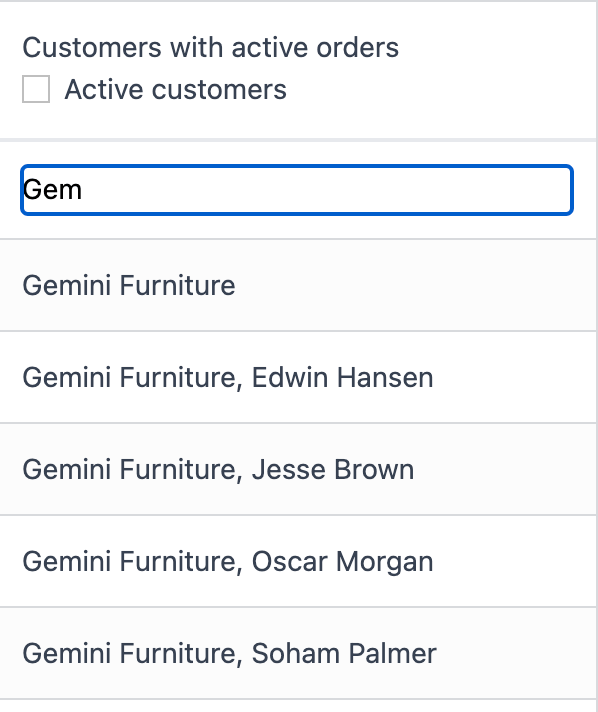 Customers with active orders
Active customers
Gem
Gemini Furniture
Gemini Furniture, Edwin Hansen
Gemini Furniture, Jesse Brown
Gemini Furniture, Oscar Morgan
Gemini Furniture, Soham Palmer